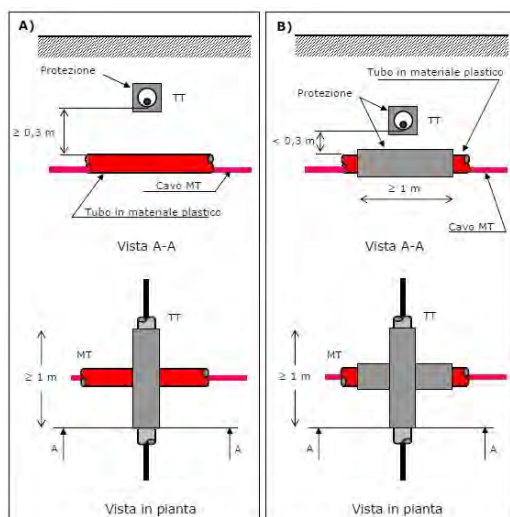 A)
Protezione
TT
≥ 0,3 m
Cavo MT
Tubo in materiale plastico
Vista A-A
TT
MT
≥ 1 m
A
A
Vista in pianta
B)
Tubo in materiale plastico
Protezione
TT
< 0,3 m
≥ 1 m
Cavo MT
Vista A-A
TT
MT
≥ 1 m
A
A
Vista in pianta